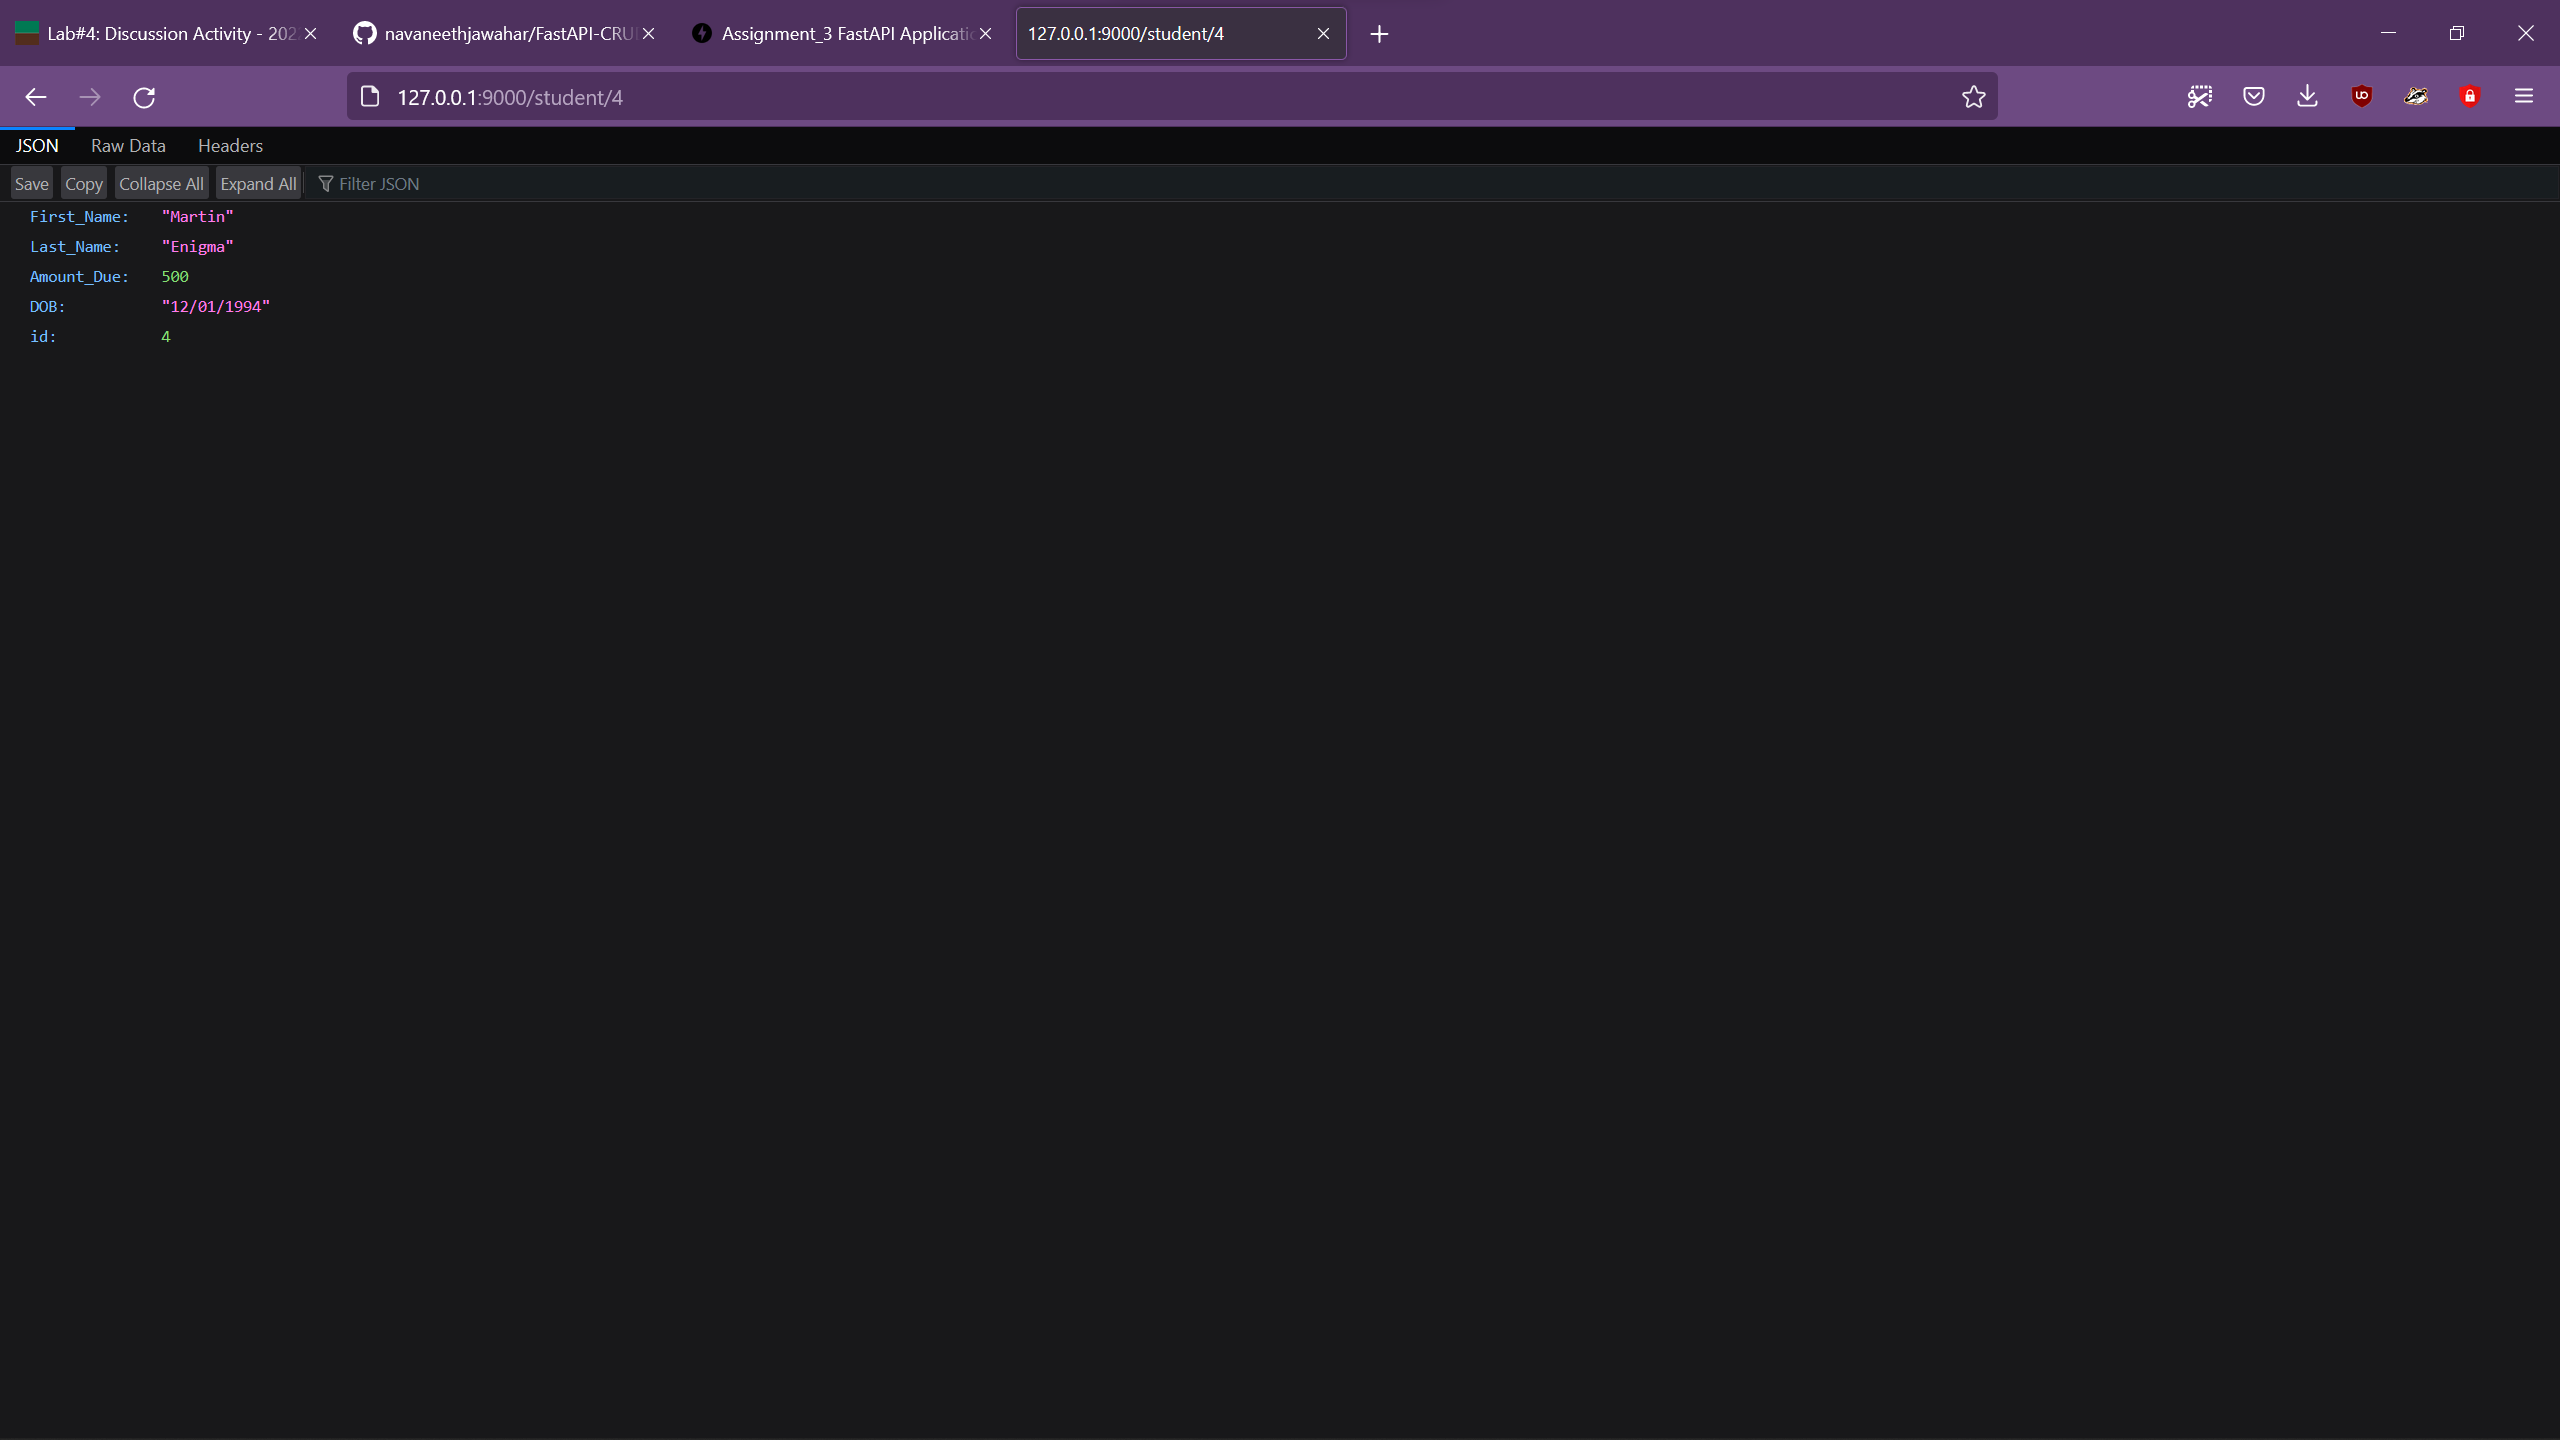 Lab#4: Discussion Activity - 202
navaneethjawahar/FastAPI-CRU
Assignment_3 FastAPI Applicatio
127.0.0.1:9000/student/4
127.0.0.1:9000/student/4
JSON Raw Data Headers
Save Copy Collapse All Expand All Filter JSON
First_Name: "Martin"
Last_Name: "Enigma"
Amount_Due: 500
DOB: "12/01/1994"
id: 4